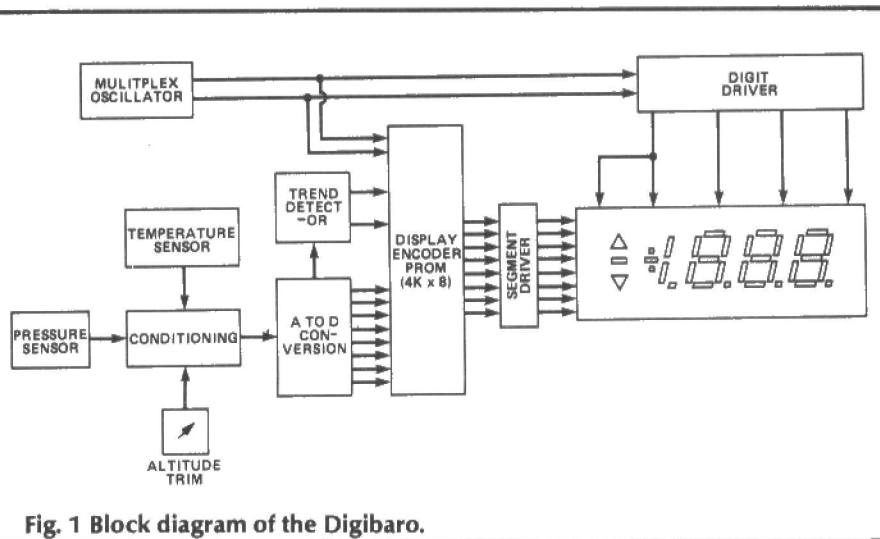 MULITPLEX
OSCILLATOR
DIGIT
DRIVER
TREND
DETECT
-OR
TEMPERATURE
SENSOR
DISPLAY
ENCODER
PROM
(4K x 8)
SEGMENT
DRIVER
PRESSURE
SENSOR
CONDITIONING
A TO D
CON-
VERSION
ALTITUDE
TRIM
Fig. 1 Block diagram of the Digibaro.